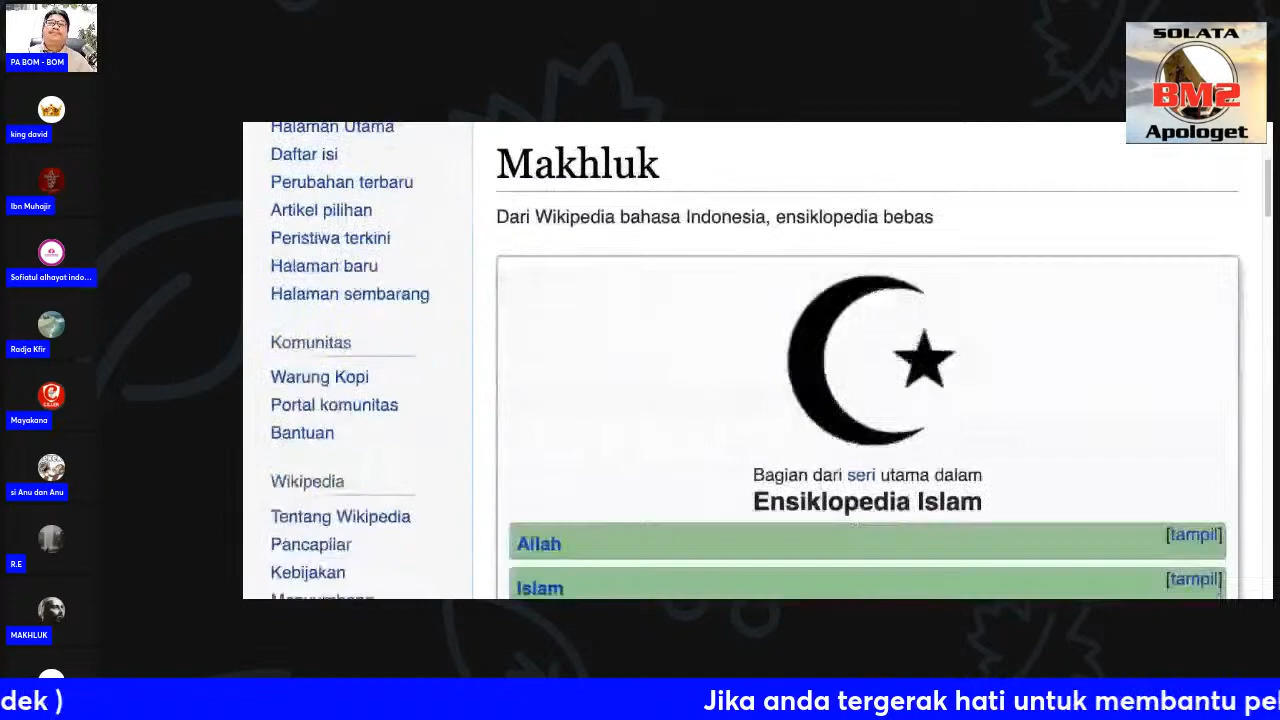 PA BOM - BOM
king david
Ibn Muhajir
Sofiatul alhayat indo...
Radja Kfir
Mayakana
si Anu dan Anu
R.E
MAKHLUK
SOLATA
BM2
Apologet
Halaman Utama
Daftar isi
Perubahan terbaru
Artikel pilihan
Peristiwa terkini
Halaman baru
Halaman sembarang
Komunitas
Warung Kopi
Portal komunitas
Bantuan
Wikipedia
Tentang Wikipedia
Pancapilar
Kebijakan
Makhluk
Dari Wikipedia bahasa Indonesia, ensiklopedia bebas
Bagian dari seri utama dalam
Ensiklopedia Islam
Allah [tampil]
Islam [tampil]
dek ) Jika anda tergerak hati untuk membantu pel